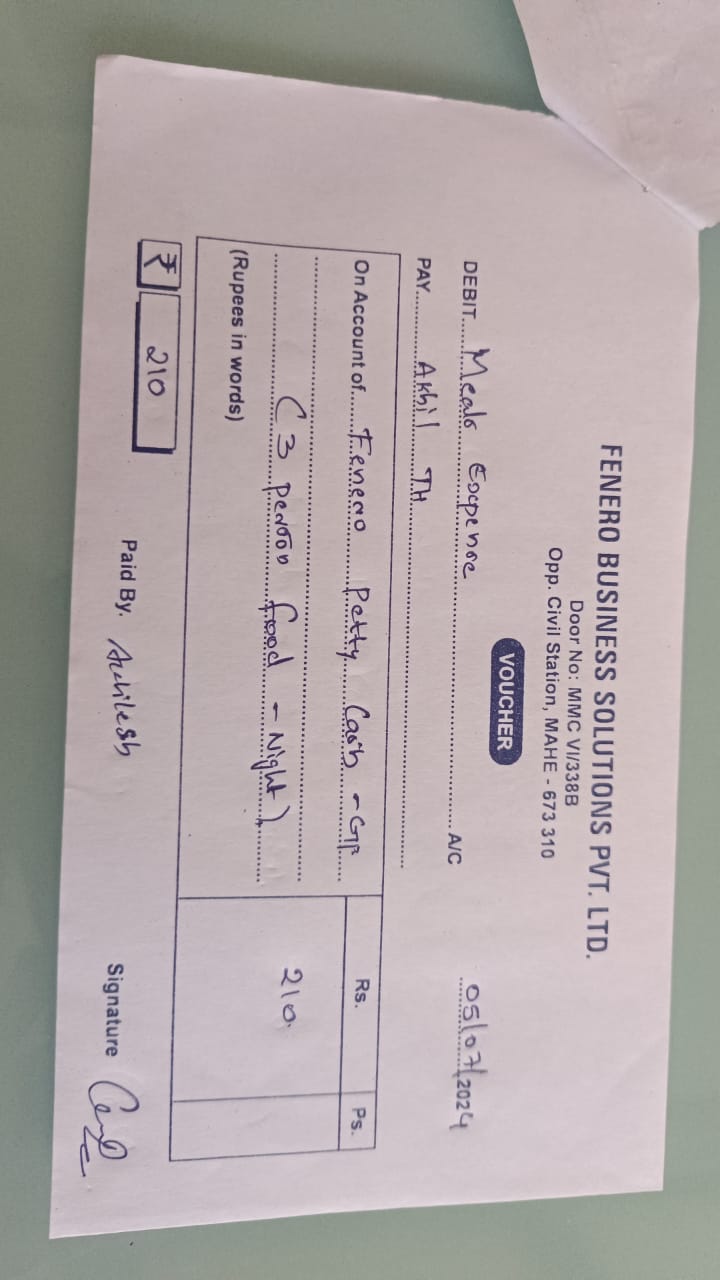 FENERO BUSINESS SOLUTIONS PVT. LTD.
Door No: MMC VI/338B
Opp. Civil Station, MAHE - 673 310
VOUCHER
05/07/2024
DEBIT Meals Expense A/C
PAY Akhil TH
On Account of Fenero Petty Cash - GP
Rs. Ps.
(3 person food - Night)
210
(Rupees in words)
₹ 210
Paid By. Akhilesh
Signature